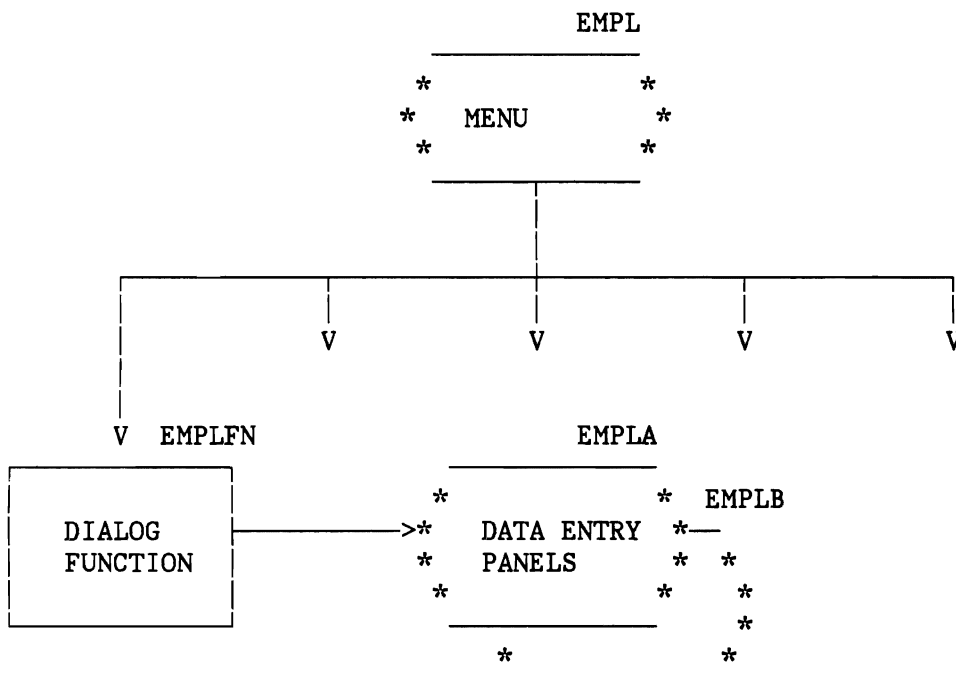 EMPL
* *
* MENU *
* *
V V V V
V EMPLFN EMPLA
* * EMPLB
DIALOG >* DATA ENTRY *
FUNCTION * PANELS * *
* * *
*
* *